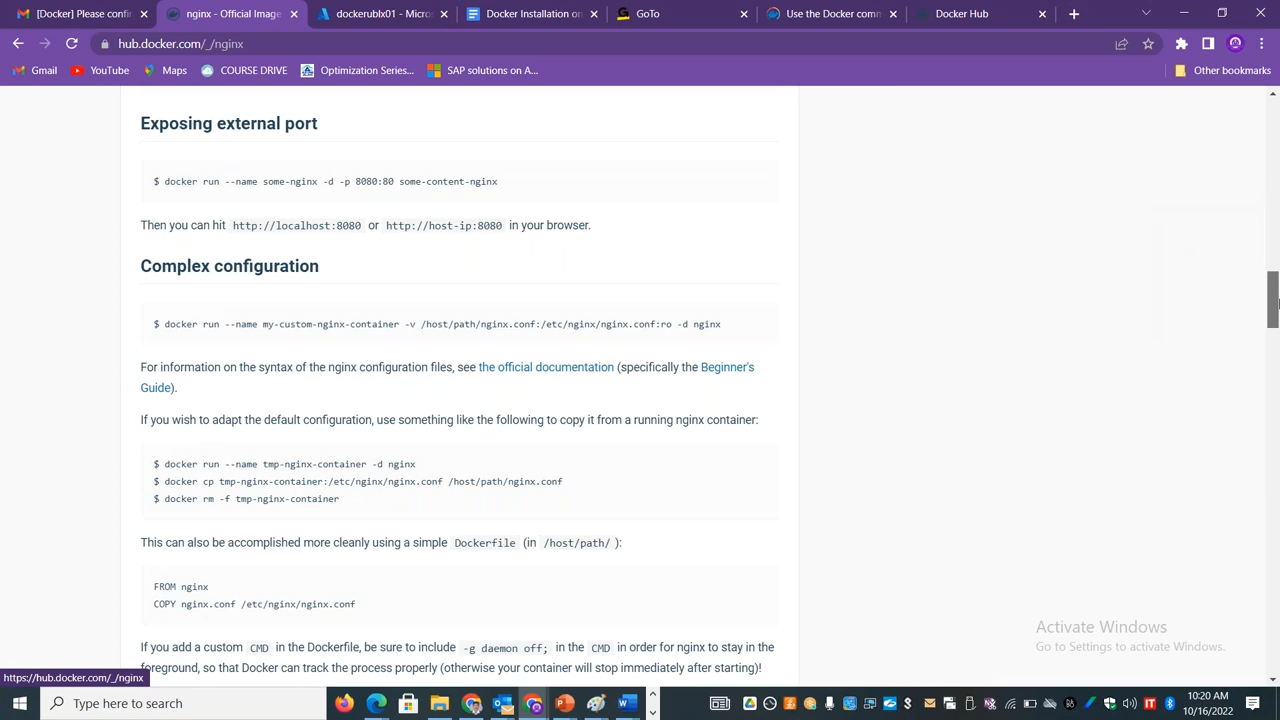 [Docker] Please confi
nginx - Official Image
dockerublx01 - Micros
Docker Installation on
GoTo
Use the Docker comm
Docker Hub
hub.docker.com/_/nginx
Gmail
YouTube
Maps
COURSE DRIVE
Optimization Series...
SAP solutions on A...
Other bookmarks
Exposing external port
$ docker run --name some-nginx -d -p 8080:80 some-content-nginx
Then you can hit http://localhost:8080 or http://host-ip:8080 in your browser.
Complex configuration
$ docker run --name my-custom-nginx-container -v /host/path/nginx.conf:/etc/nginx/nginx.conf:ro -d nginx
For information on the syntax of the nginx configuration files, see the official documentation (specifically the Beginner's
Guide).
If you wish to adapt the default configuration, use something like the following to copy it from a running nginx container:
$ docker run --name tmp-nginx-container -d nginx
$ docker cp tmp-nginx-container:/etc/nginx/nginx.conf /host/path/nginx.conf
$ docker rm -f tmp-nginx-container
This can also be accomplished more cleanly using a simple Dockerfile (in /host/path/ ):
FROM nginx
COPY nginx.conf /etc/nginx/nginx.conf
If you add a custom CMD in the Dockerfile, be sure to include -g daemon off; in the CMD in order for nginx to stay in the
foreground, so that Docker can track the process properly (otherwise your container will stop immediately after starting)!
Activate Windows
Go to Settings to activate Windows.
https://hub.docker.com/_/nginx
Type here to search
10:20 AM
10/16/2022